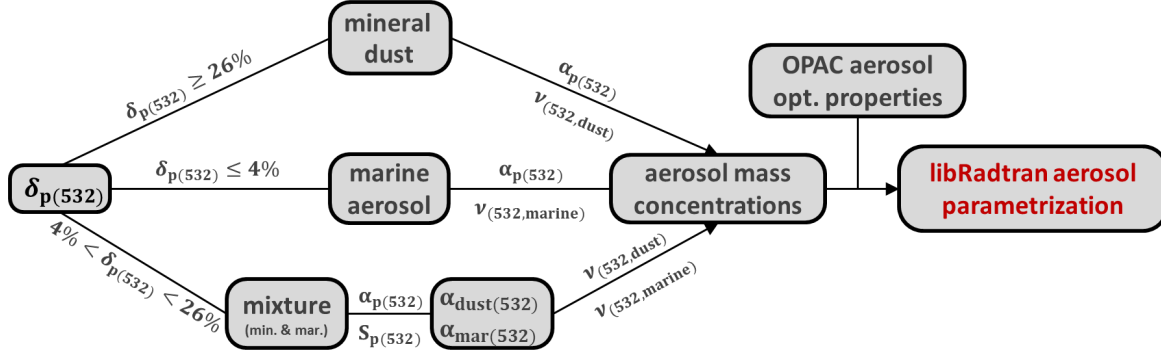 mineral
dust
δp(532) ≥ 26%
αp(532)
ν(532,dust)
OPAC aerosol
opt. properties
δp(532)
δp(532) ≤ 4%
marine
aerosol
αp(532)
ν(532,marine)
aerosol mass
concentrations
libRadtran aerosol
parametrization
4% < δp(532) < 26%
mixture
(min. & mar.)
αp(532)
Sp(532)
αdust(532)
αmar(532)
ν(532,dust)
ν(532,marine)